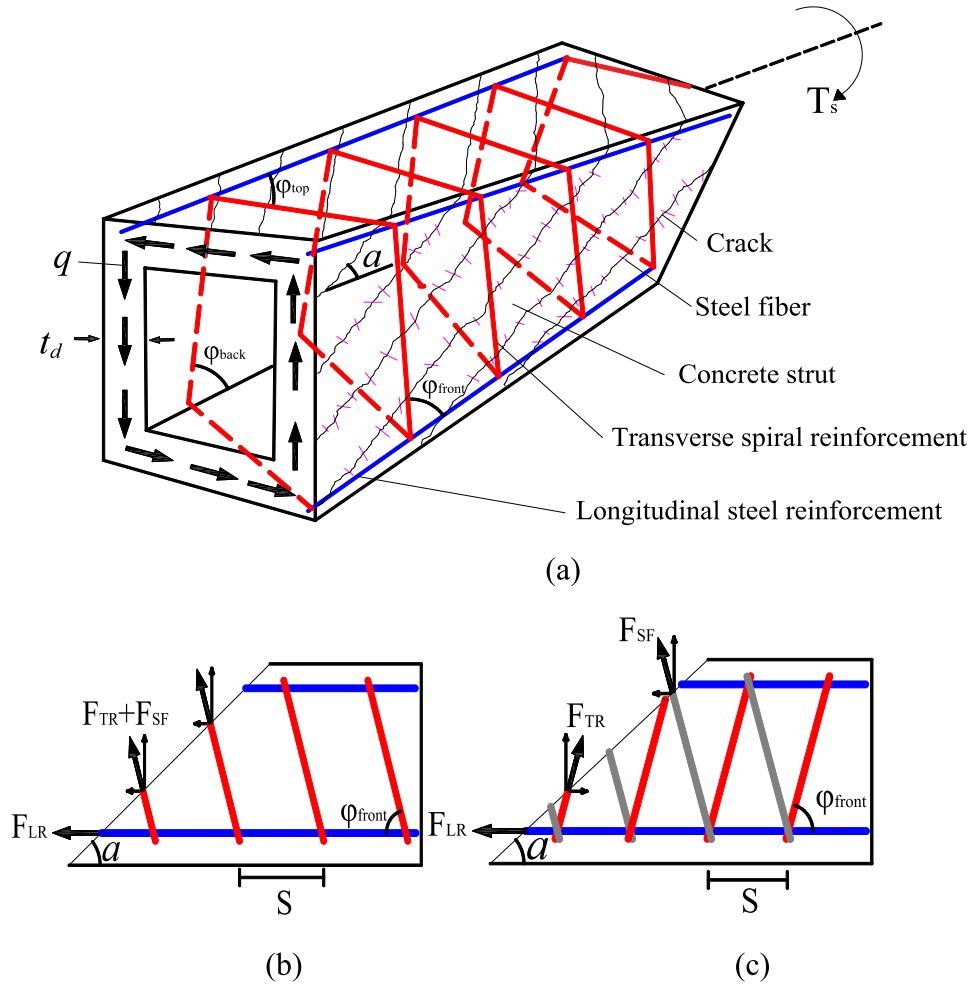 Ts
φtop
q
Crack
a
Steel fiber
td
φback
Concrete strut
φfront
Transverse spiral reinforcement
Longitudinal steel reinforcement
(a)
FSF
FTR+FSF
FTR
φfront
φfront
FLR
FLR
a
a
S
S
(b)
(c)